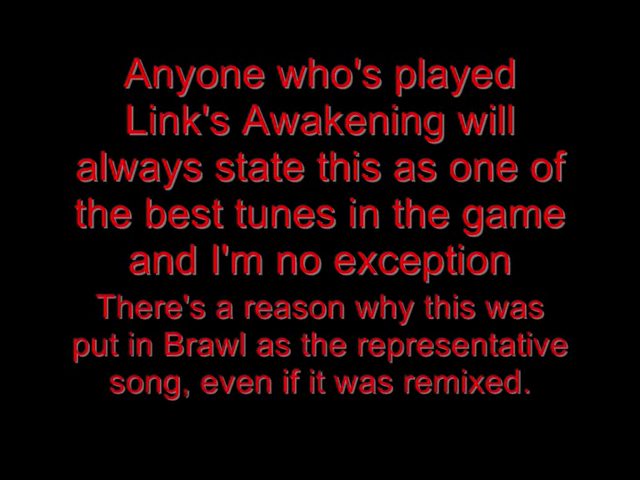 Anyone who's played
Link's Awakening will
always state this as one of
the best tunes in the game
and I'm no exception
There's a reason why this was
put in Brawl as the representative
song, even if it was remixed.